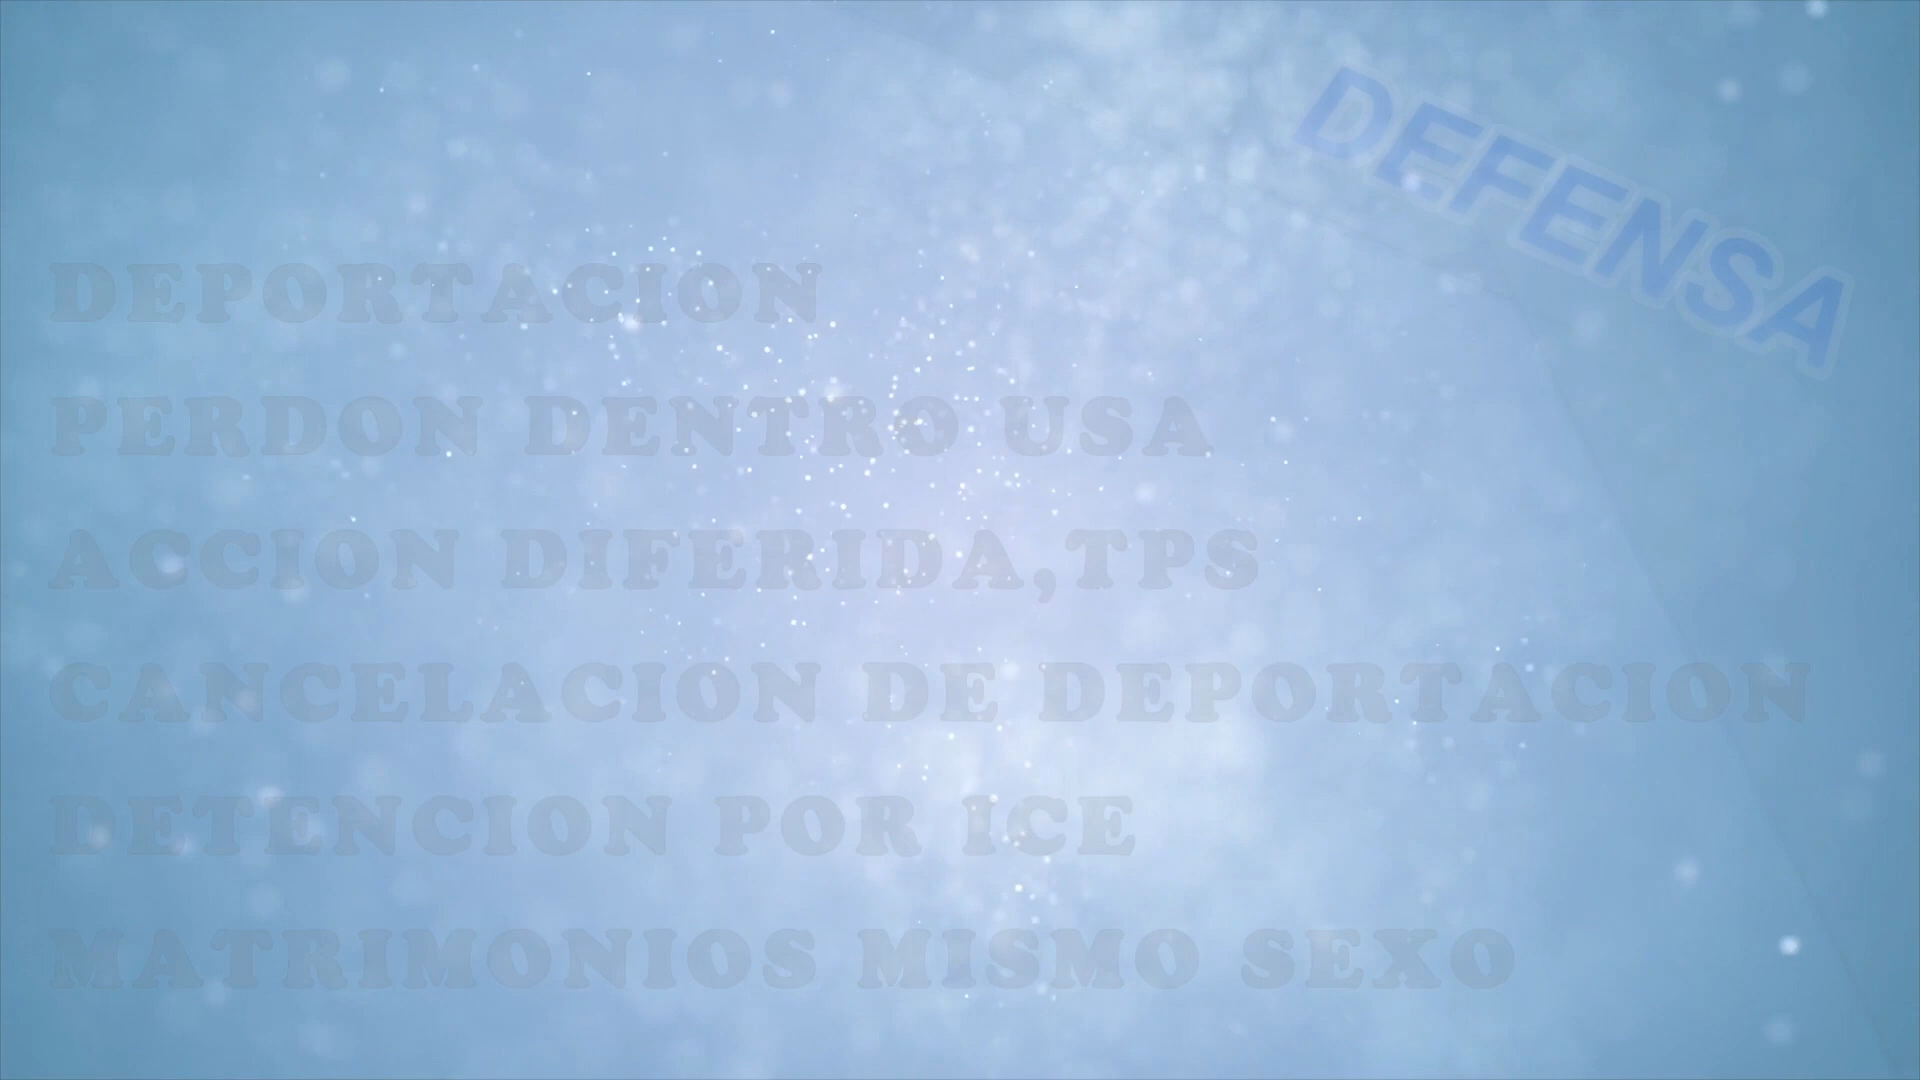 DEFENSA
DEPORTACION
PERDON DENTRO USA
ACCION DIFERIDA,TPS
CANCELACION DE DEPORTACION
DETENCION POR ICE
MATRIMONIOS MISMO SEXO